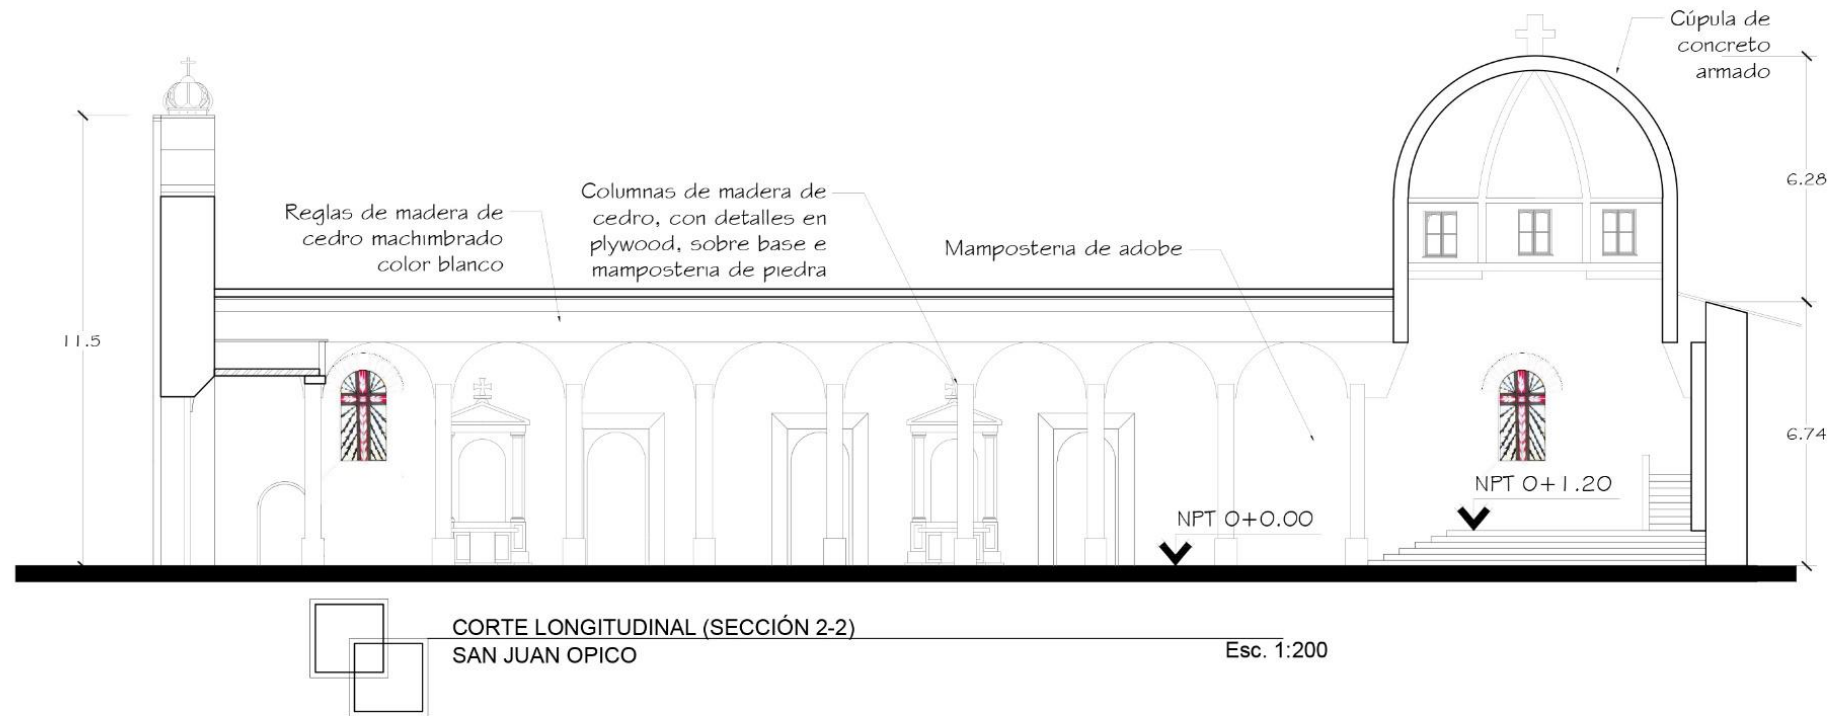 Cúpula de
concreto
armado
6.28
Columnas de madera de
cedro, con detalles en
plywood, sobre base e
mamposteria de piedra
Reglas de madera de
cedro machimbrado
color blanco
Mamposteria de adobe
11.5
6.74
NPT 0+1.20
NPT 0+0.00
CORTE LONGITUDINAL (SECCIÓN 2-2)
SAN JUAN OPICO
Esc. 1:200